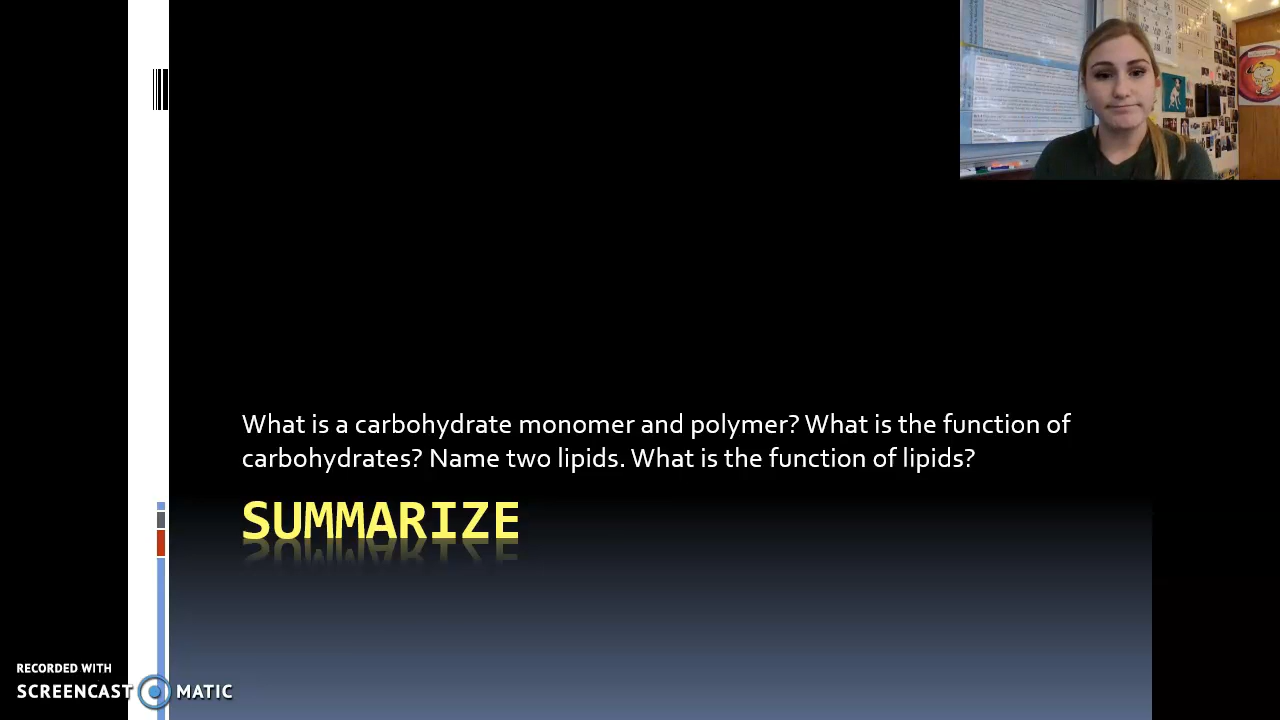 What is a carbohydrate monomer and polymer? What is the function of
carbohydrates? Name two lipids. What is the function of lipids?
SUMMARIZE
RECORDED WITH
SCREENCAST MATIC